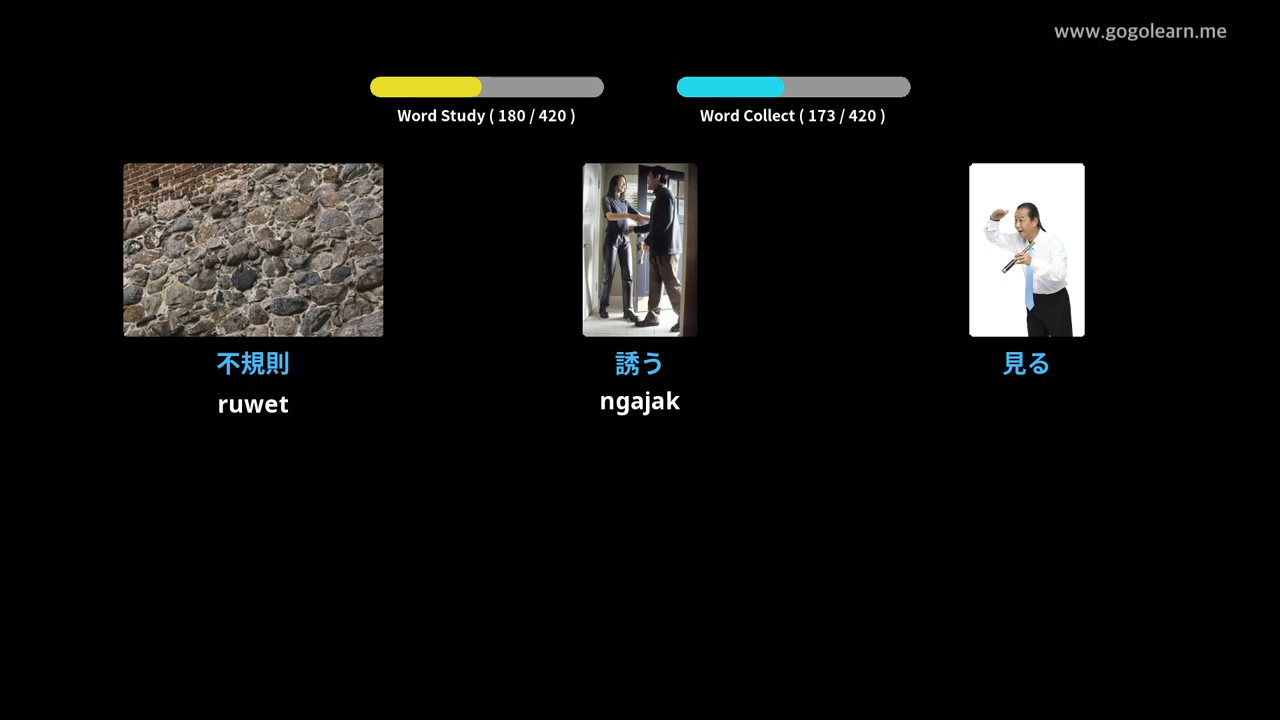 www.gogolearn.me
Word Study ( 180 / 420 )
Word Collect ( 173 / 420 )
不規則
誘う
見る
ruwet
ngajak